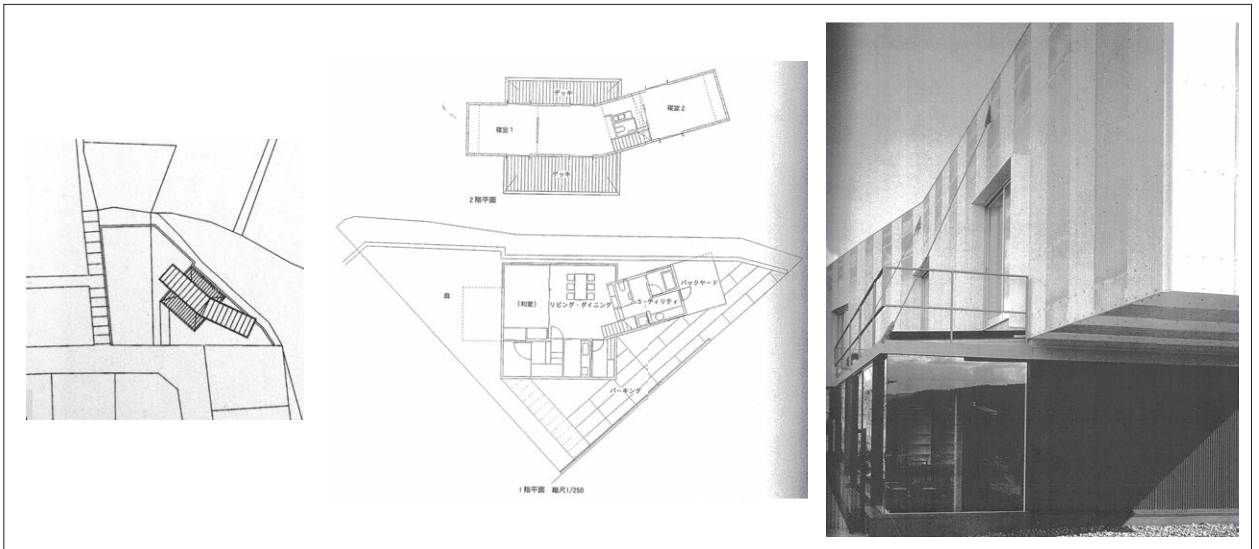 デッキ
寝室2
寝室1
デッキ
2階平面
バックヤード
(和室)
リビング・ダイニング
ユーティリティ
庭
パーキング
1階平面 縮尺1/250